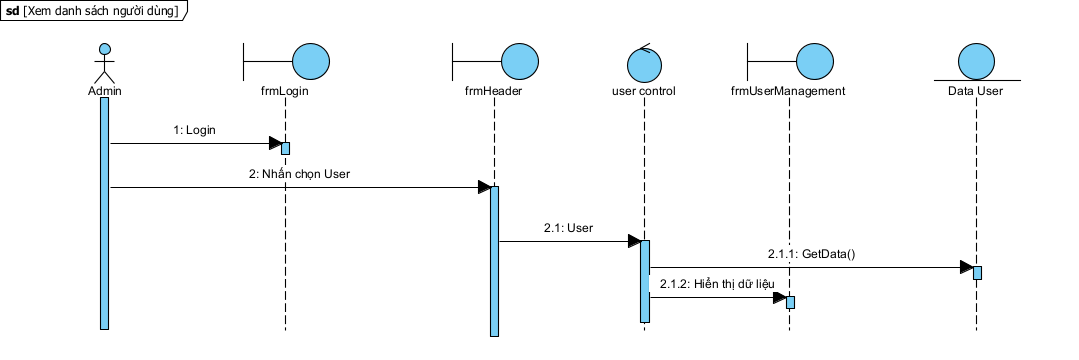 sd [Xem danh sách người dùng]
Admin
frmLogin
frmHeader
user control
frmUserManagement
Data User
1: Login
2: Nhấn chọn User
2.1: User
2.1.1: GetData()
2.1.2: Hiển thị dữ liệu